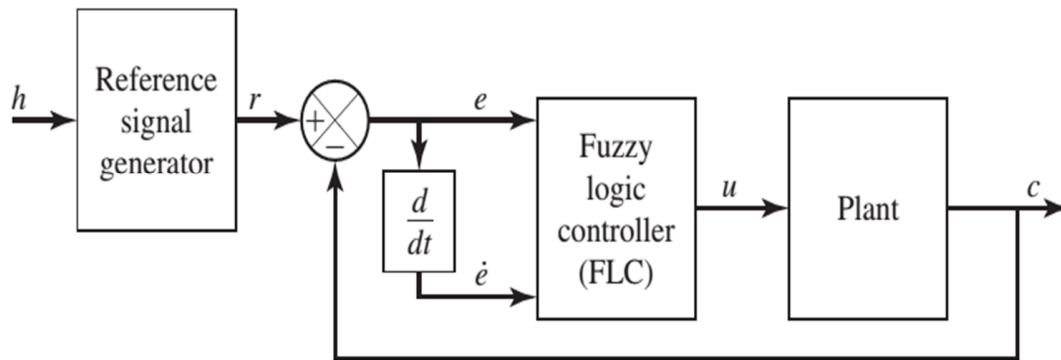 h
Reference
signal
generator
r
+
−
e
d
dt
ė
Fuzzy
logic
controller
(FLC)
u
Plant
c